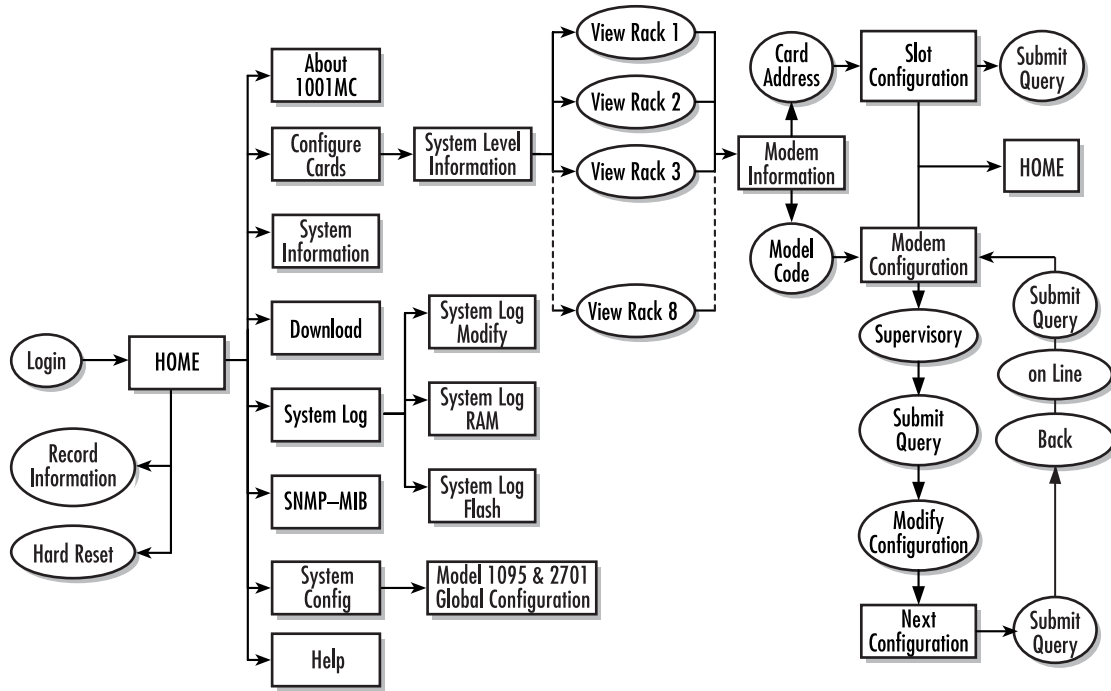 Login
HOME
Record
Information
Hard Reset
About
1001MC
Configure
Cards
System
Information
Download
System Log
SNMP–MIB
System
Config
Help
System Level
Information
System Log
Modify
System Log
RAM
System Log
Flash
Model 1095 & 2701
Global Configuration
View Rack 1
View Rack 2
View Rack 3
View Rack 8
Modem
Information
Card
Address
Model
Code
Slot
Configuration
Submit
Query
HOME
Modem
Configuration
Supervisory
Submit
Query
Modify
Configuration
Next
Configuration
Submit
Query
Back
on Line
Submit
Query